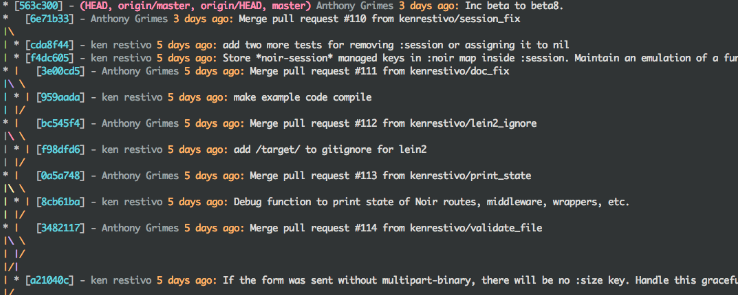 * [563c300] - (HEAD, origin/master, origin/HEAD, master) Anthony Grimes 3 days ago: Inc beta to beta8.
*   [6e71b33] - Anthony Grimes 3 days ago: Merge pull request #110 from kenrestivo/session_fix
|\
| * [cda8f44] - ken restivo 5 days ago: add two more tests for removing :session or assigning it to nil
| * [f4dc605] - ken restivo 5 days ago: Store *noir-session* managed keys in :noir map inside :session. Maintain an emulation of a fun
* |   [3e00cd5] - Anthony Grimes 5 days ago: Merge pull request #111 from kenrestivo/doc_fix
|\ \
| * | [959aada] - ken restivo 5 days ago: make example code compile
| |/
* |   [bc545f4] - Anthony Grimes 5 days ago: Merge pull request #112 from kenrestivo/lein2_ignore
|\ \
| * | [f98dfd6] - ken restivo 5 days ago: add /target/ to gitignore for lein2
| |/
* |   [0a5a748] - Anthony Grimes 5 days ago: Merge pull request #113 from kenrestivo/print_state
|\ \
| * | [8cb61ba] - ken restivo 5 days ago: Debug function to print state of Noir routes, middleware, wrappers, etc.
| |/
* |   [3482117] - Anthony Grimes 5 days ago: Merge pull request #114 from kenrestivo/validate_file
|\ \
| |/
|/|
| * [a21040c] - ken restivo 5 days ago: If the form was sent without multipart-binary, there will be no :size key. Handle this gracefu
|/